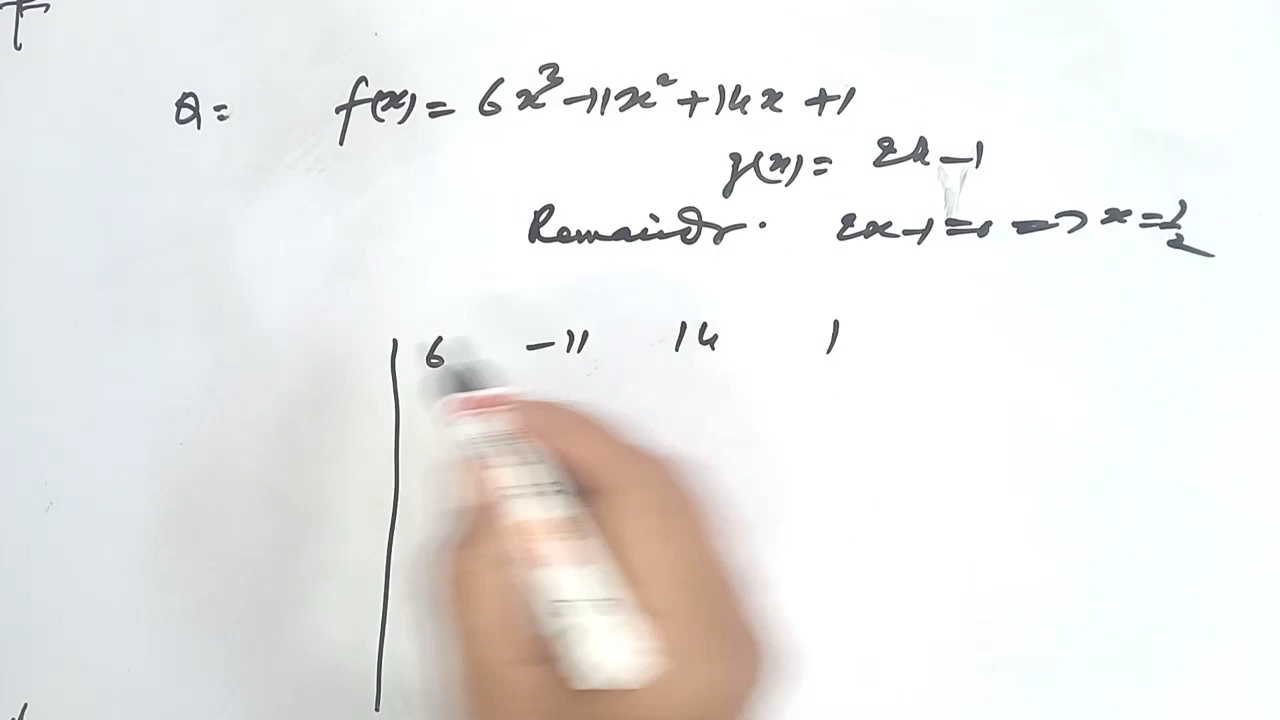 Q= f(x) = 6x³ -11x² +14x +1
g(x) = 2x -1
Remainder. 2x-1=0 => x=1/2
6 -11 14 1